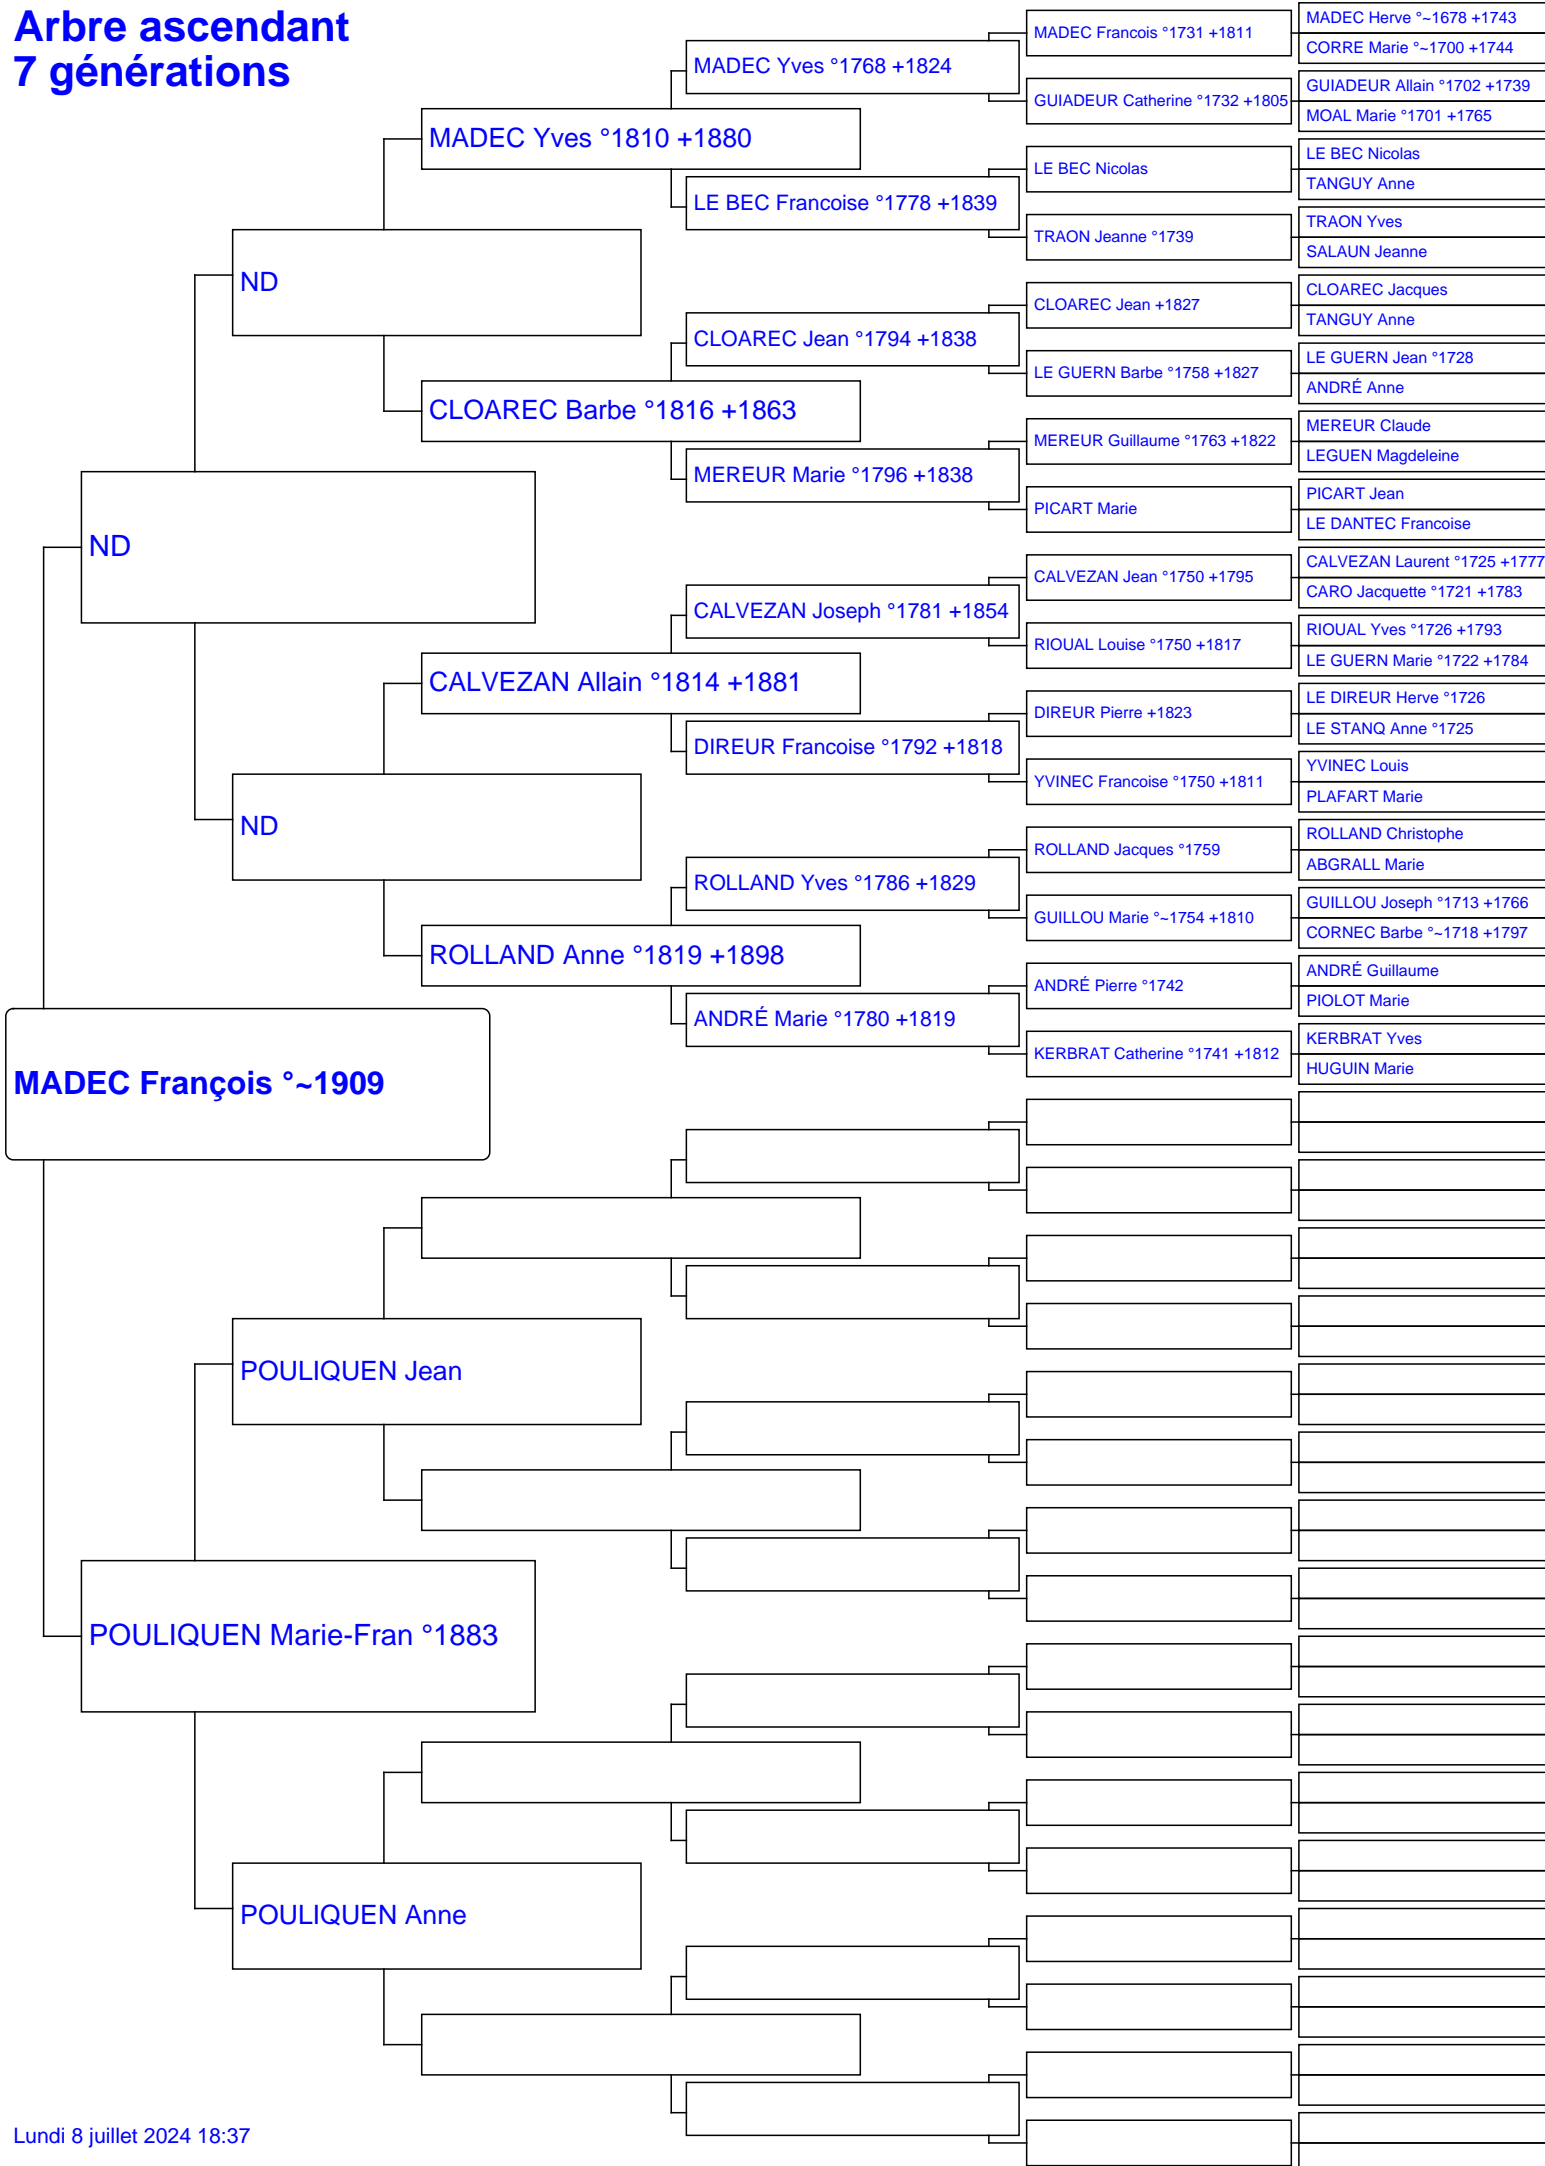 Arbre ascendant
7 générations
MADEC François °~1909
ND
POULIQUEN Marie-Fran °1883
ND
ND
POULIQUEN Jean
POULIQUEN Anne
MADEC Yves °1810 +1880
CLOAREC Barbe °1816 +1863
CALVEZAN Allain °1814 +1881
ROLLAND Anne °1819 +1898
MADEC Yves °1768 +1824
LE BEC Francoise °1778 +1839
CLOAREC Jean °1794 +1838
MEREUR Marie °1796 +1838
CALVEZAN Joseph °1781 +1854
DIREUR Francoise °1792 +1818
ROLLAND Yves °1786 +1829
ANDRÉ Marie °1780 +1819
MADEC Francois °1731 +1811
GUIADEUR Catherine °1732 +1805
LE BEC Nicolas
TRAON Jeanne °1739
CLOAREC Jean +1827
LE GUERN Barbe °1758 +1827
MEREUR Guillaume °1763 +1822
PICART Marie
CALVEZAN Jean °1750 +1795
RIOUAL Louise °1750 +1817
DIREUR Pierre +1823
YVINEC Francoise °1750 +1811
ROLLAND Jacques °1759
GUILLOU Marie °~1754 +1810
ANDRÉ Pierre °1742
KERBRAT Catherine °1741 +1812
MADEC Herve °~1678 +1743
CORRE Marie °~1700 +1744
GUIADEUR Allain °1702 +1739
MOAL Marie °1701 +1765
LE BEC Nicolas
TANGUY Anne
TRAON Yves
SALAUN Jeanne
CLOAREC Jacques
TANGUY Anne
LE GUERN Jean °1728
ANDRÉ Anne
MEREUR Claude
LEGUEN Magdeleine
PICART Jean
LE DANTEC Francoise
CALVEZAN Laurent °1725 +1777
CARO Jacquette °1721 +1783
RIOUAL Yves °1726 +1793
LE GUERN Marie °1722 +1784
LE DIREUR Herve °1726
LE STANQ Anne °1725
YVINEC Louis
PLAFART Marie
ROLLAND Christophe
ABGRALL Marie
GUILLOU Joseph °1713 +1766
CORNEC Barbe °~1718 +1797
ANDRÉ Guillaume
PIOLOT Marie
KERBRAT Yves
HUGUIN Marie
Lundi 8 juillet 2024 18:37